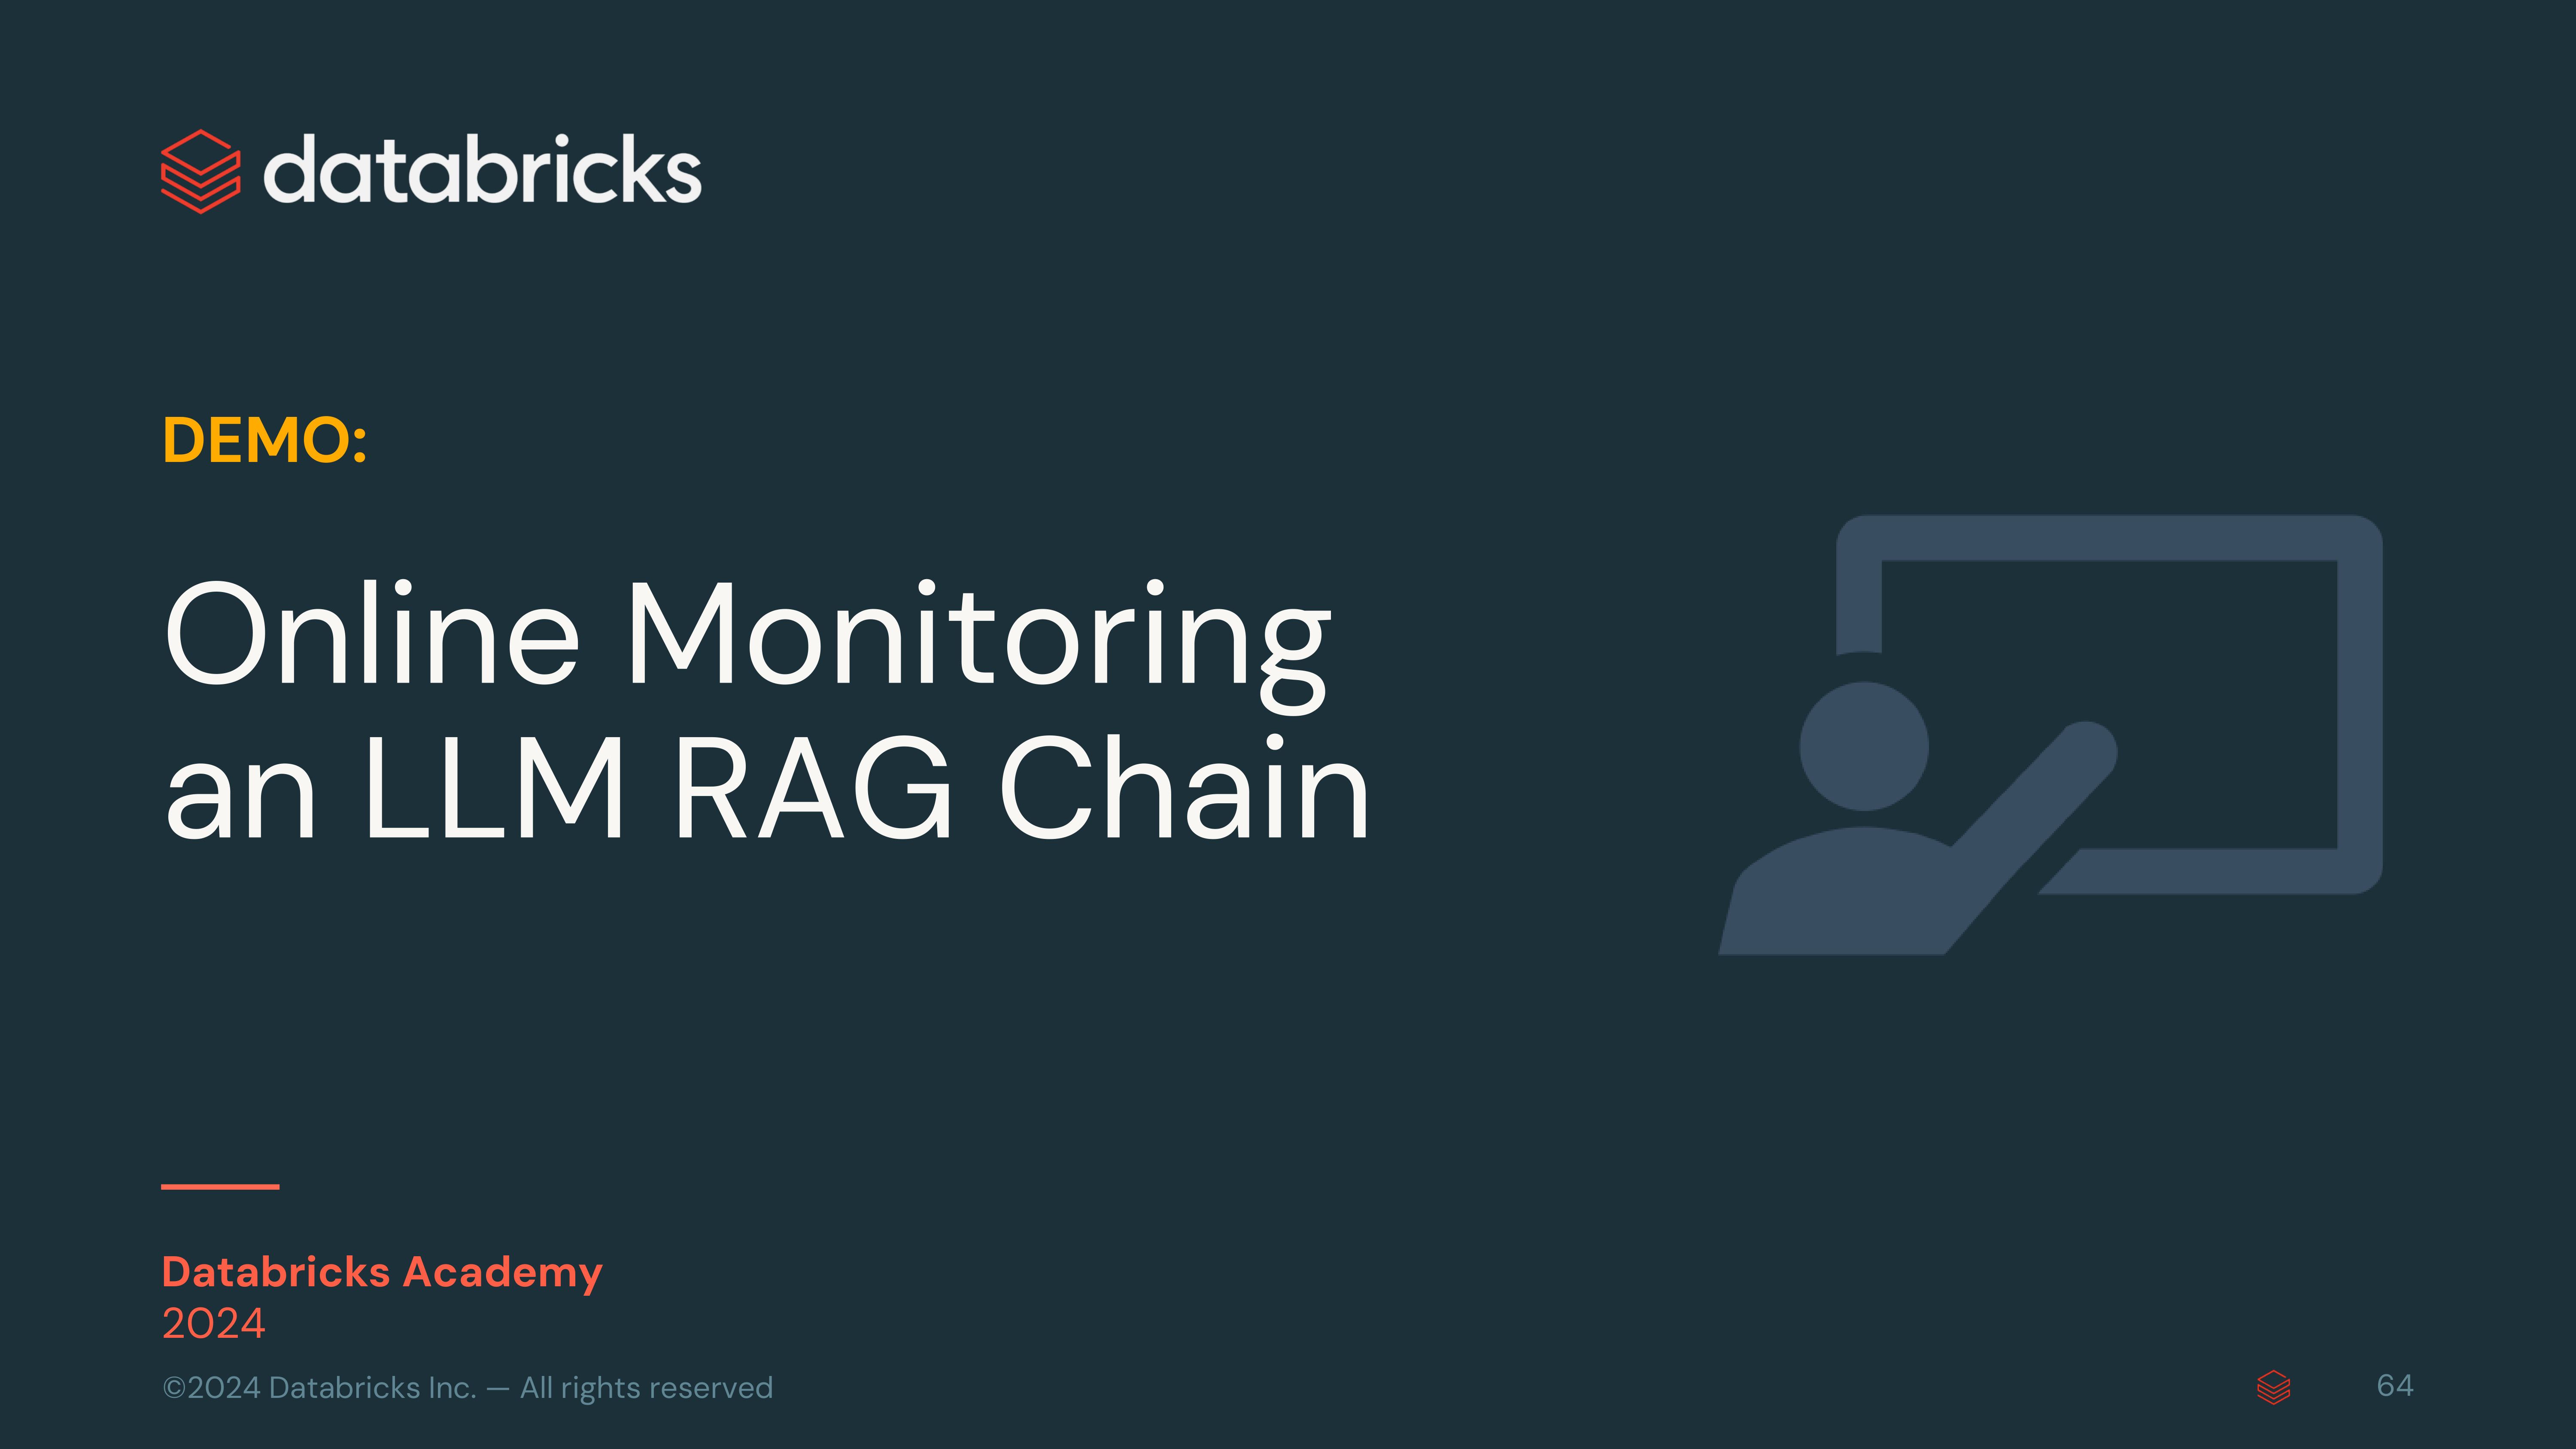 databricks
DEMO:
Online Monitoring
an LLM RAG Chain
Databricks Academy
2024
©2024 Databricks Inc. — All rights reserved
64